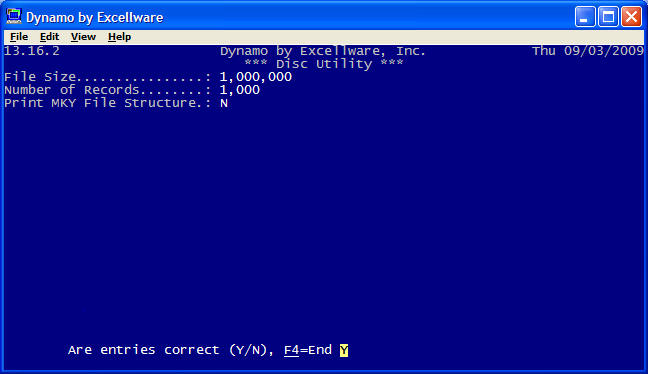 Dynamo by Excellware
File Edit View Help
13.16.2 Dynamo by Excellware, Inc. Thu 09/03/2009
*** Disc Utility ***
File Size................: 1,000,000
Number of Records........: 1,000
Print MKY File Structure.: N
Are entries correct (Y/N), F4=End Y